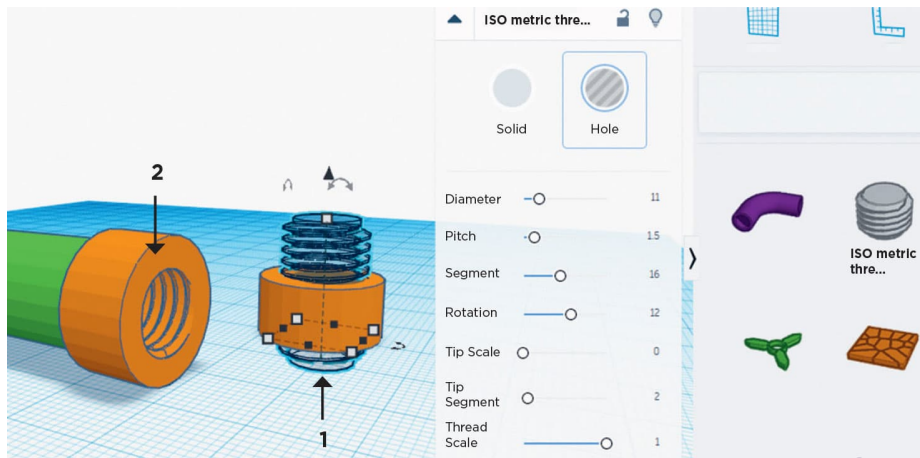 ISO metric thre...
Solid
Hole
Diameter 11
Pitch 1.5
Segment 16
Rotation 12
Tip Scale 0
Tip
Segment 2
Thread
Scale 1
ISO metric
thre...
2
1